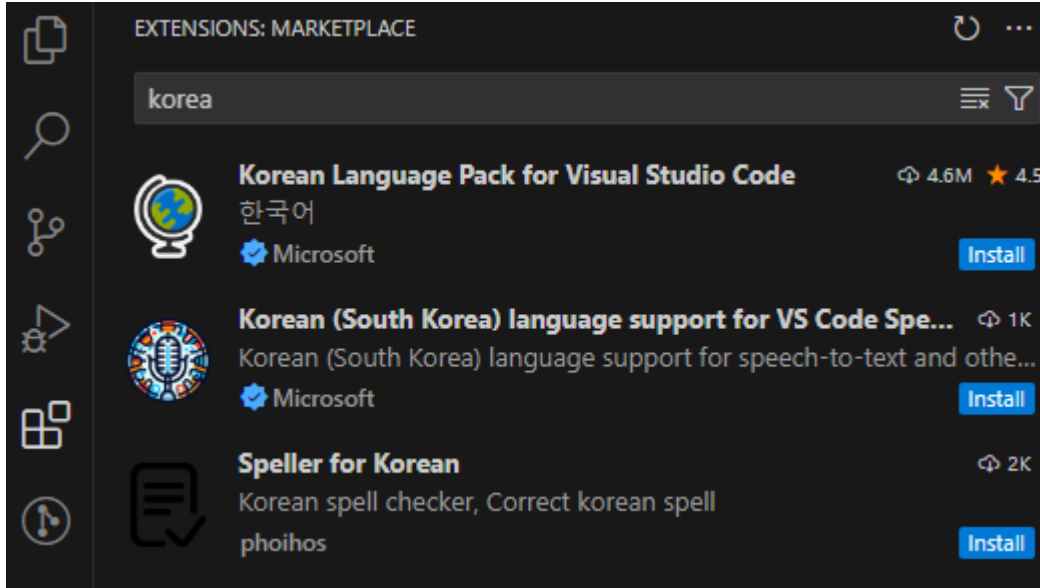 EXTENSIONS: MARKETPLACE
korea
Korean Language Pack for Visual Studio Code 4.6M ★ 4.5
한국어
Microsoft
Install
Korean (South Korea) language support for VS Code Spe... 1K
Korean (South Korea) language support for speech-to-text and othe...
Microsoft
Install
Speller for Korean 2K
Korean spell checker, Correct korean spell
phoihos
Install